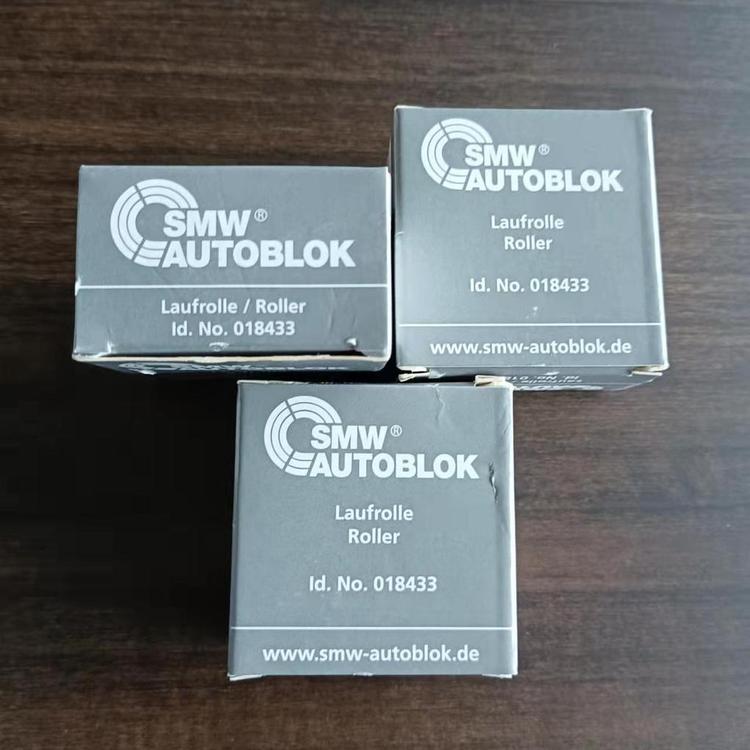 SMW®
AUTOBLOK
Laufrolle / Roller
Id. No. 018433
AUTOBLOK
SMW®
AUTOBLOK
Laufrolle
Roller
Id. No. 018433
www.smw-autoblok.de
SMW®
AUTOBLOK
Laufrolle
Roller
Id. No. 018433
www.smw-autoblok.de